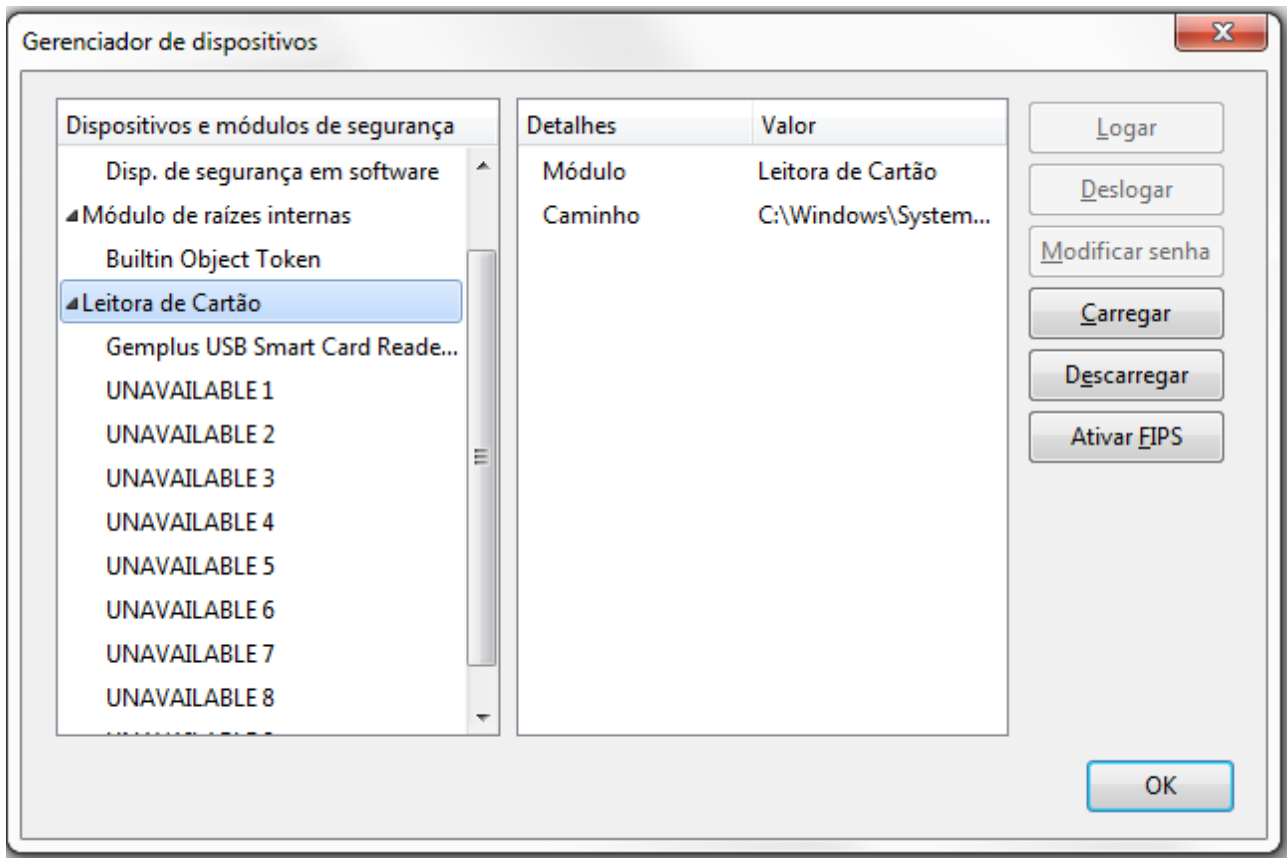 Gerenciador de dispositivos
Dispositivos e módulos de segurança
Disp. de segurança em software
Módulo de raízes internas
Builtin Object Token
Leitora de Cartão
Gemplus USB Smart Card Reade...
UNAVAILABLE 1
UNAVAILABLE 2
UNAVAILABLE 3
UNAVAILABLE 4
UNAVAILABLE 5
UNAVAILABLE 6
UNAVAILABLE 7
UNAVAILABLE 8
Detalhes Valor
Módulo Leitora de Cartão
Caminho C:\Windows\System...
Logar
Deslogar
Modificar senha
Carregar
Descarregar
Ativar FIPS
OK